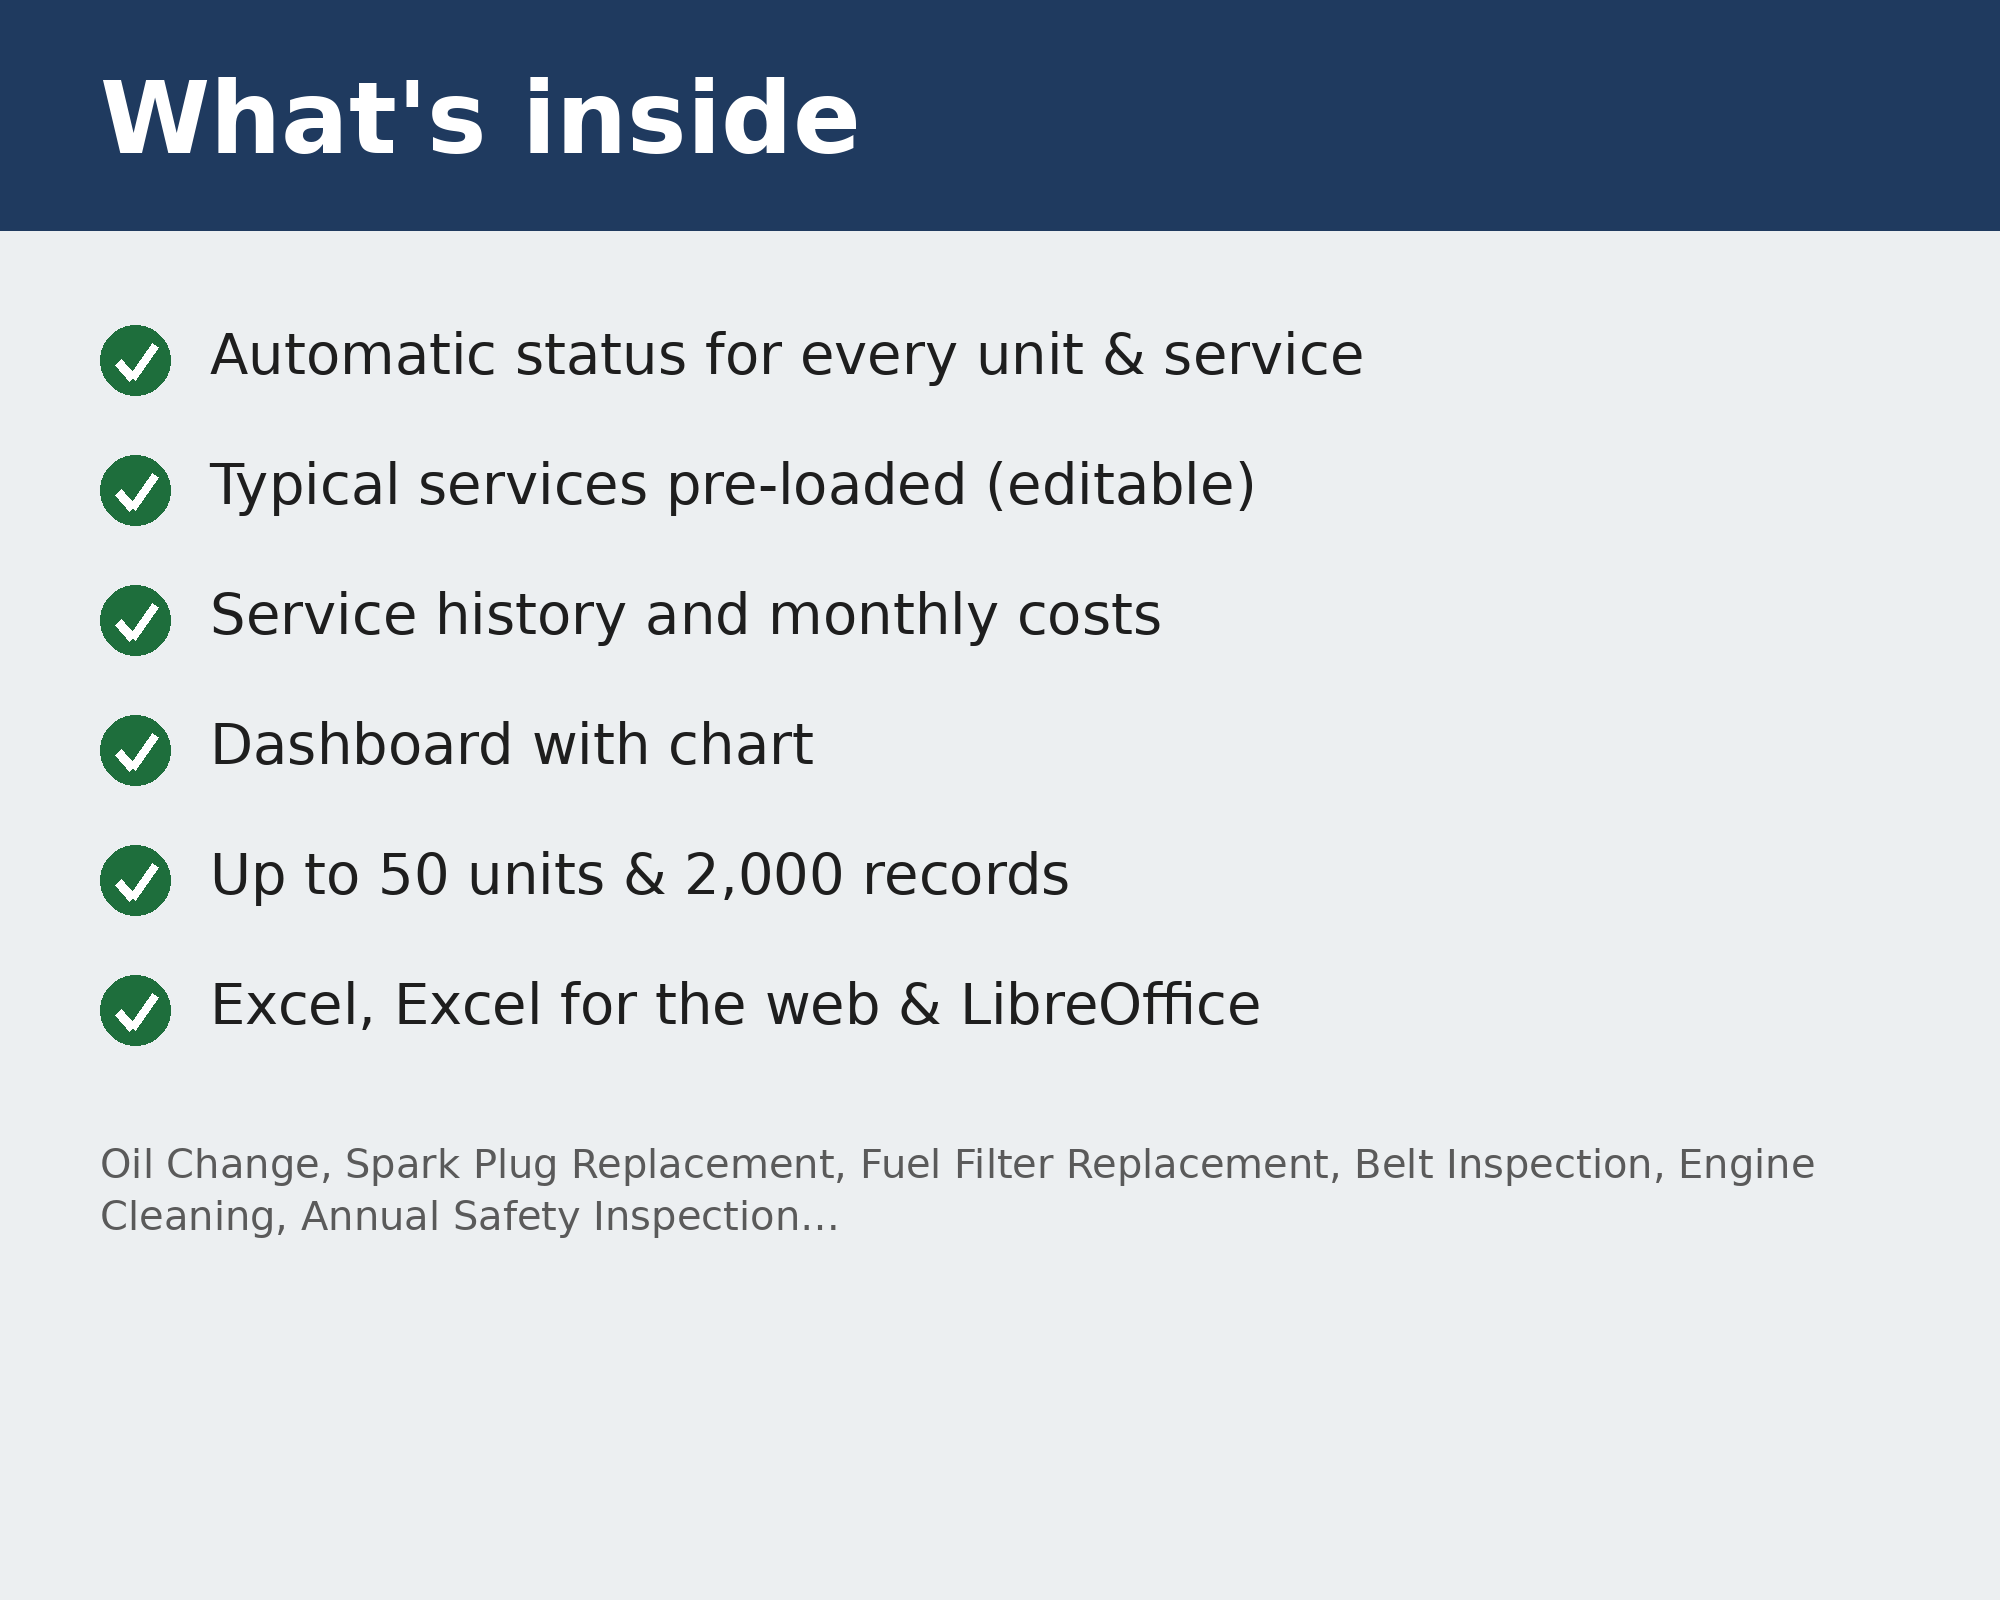 What's inside
Automatic status for every unit & service
Typical services pre-loaded (editable)
Service history and monthly costs
Dashboard with chart
Up to 50 units & 2,000 records
Excel, Excel for the web & LibreOffice
Oil Change, Spark Plug Replacement, Fuel Filter Replacement, Belt Inspection, Engine
Cleaning, Annual Safety Inspection…